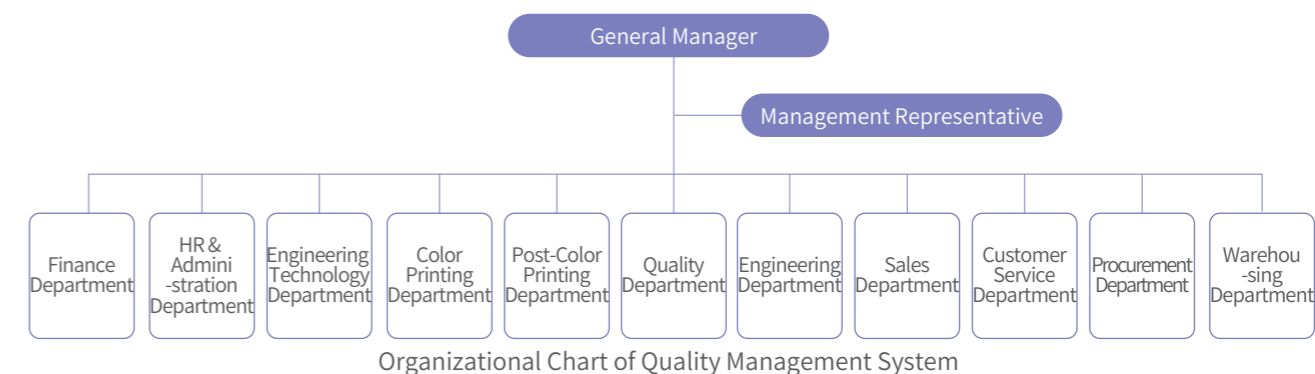 General Manager
Management Representative
Finance
Department
HR &
Admini
-stration
Department
Engineering
Technology
Department
Color
Printing
Department
Post-Color
Printing
Department
Quality
Department
Engineering
Department
Sales
Department
Customer
Service
Department
Procurement
Department
Warehou
-sing
Department
Organizational Chart of Quality Management System